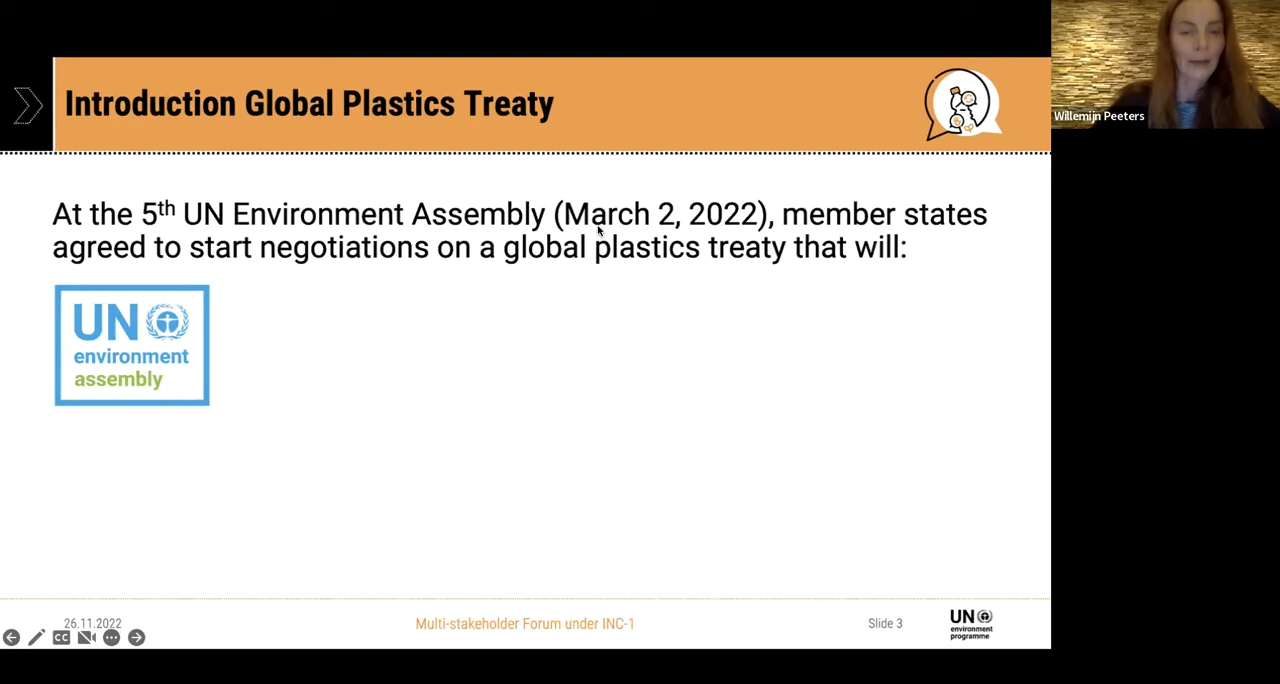 Introduction Global Plastics Treaty
Willemijn Peeters
At the 5th UN Environment Assembly (March 2, 2022), member states
agreed to start negotiations on a global plastics treaty that will:
UN
environment
assembly
26.11.2022
Multi-stakeholder Forum under INC-1
Slide 3
UN
environment
programme
CC